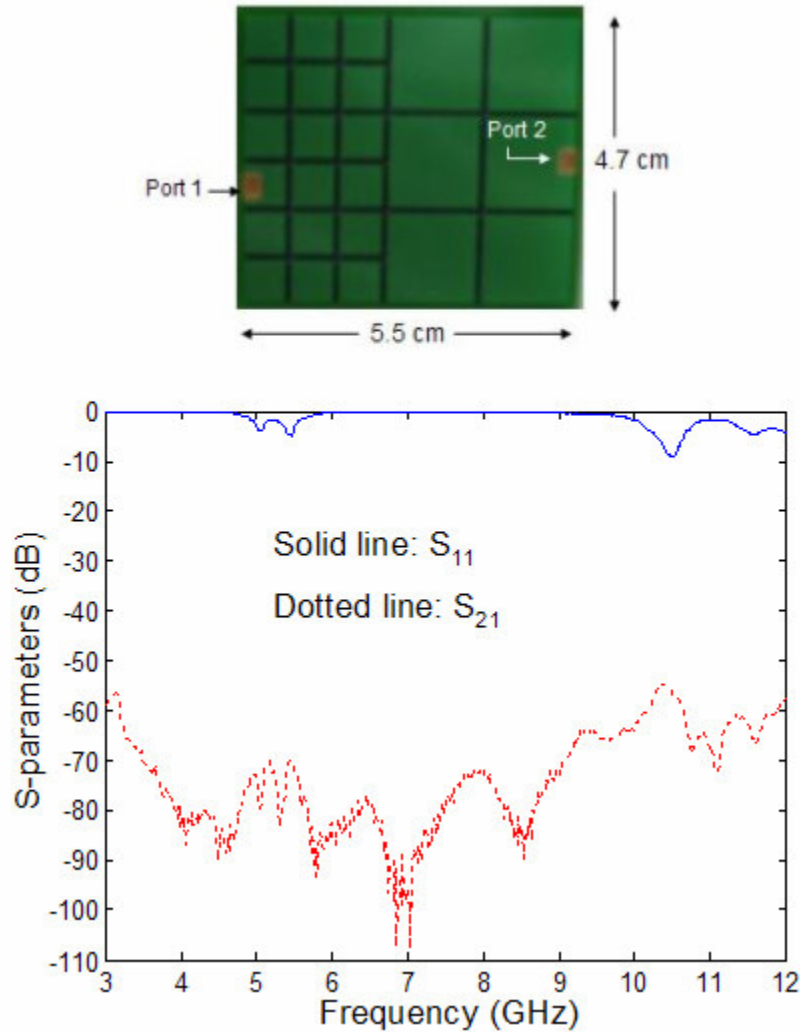 Port 2
4.7 cm
Port 1
5.5 cm
0
-10
-20
-30
-40
-50
-60
-70
-80
-90
-100
-110
S-parameters (dB)
Solid line: S11
Dotted line: S21
3 4 5 6 7 8 9 10 11 12
Frequency (GHz)